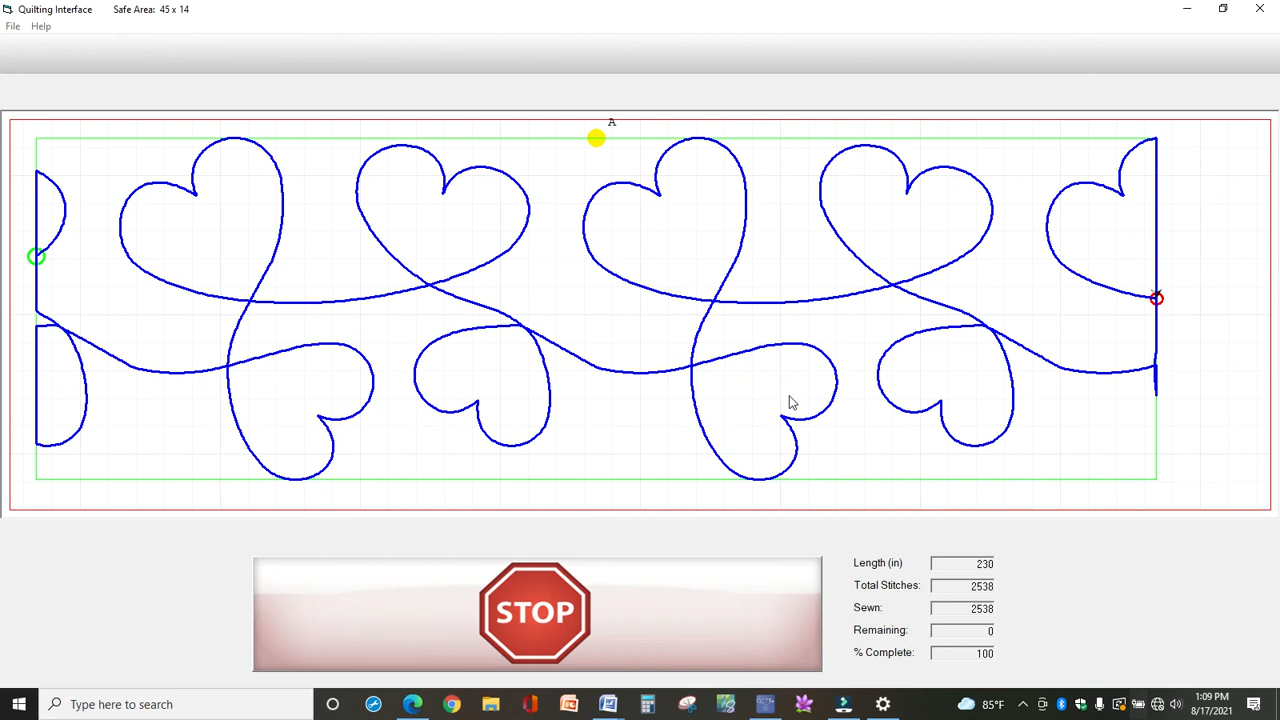 Quilting Interface Safe Area: 45 x 14
File Help
A
STOP
Length (in) 230
Total Stitches: 2538
Sewn: 2538
Remaining: 0
% Complete: 100
Type here to search
85°F
1:09 PM
8/17/2021